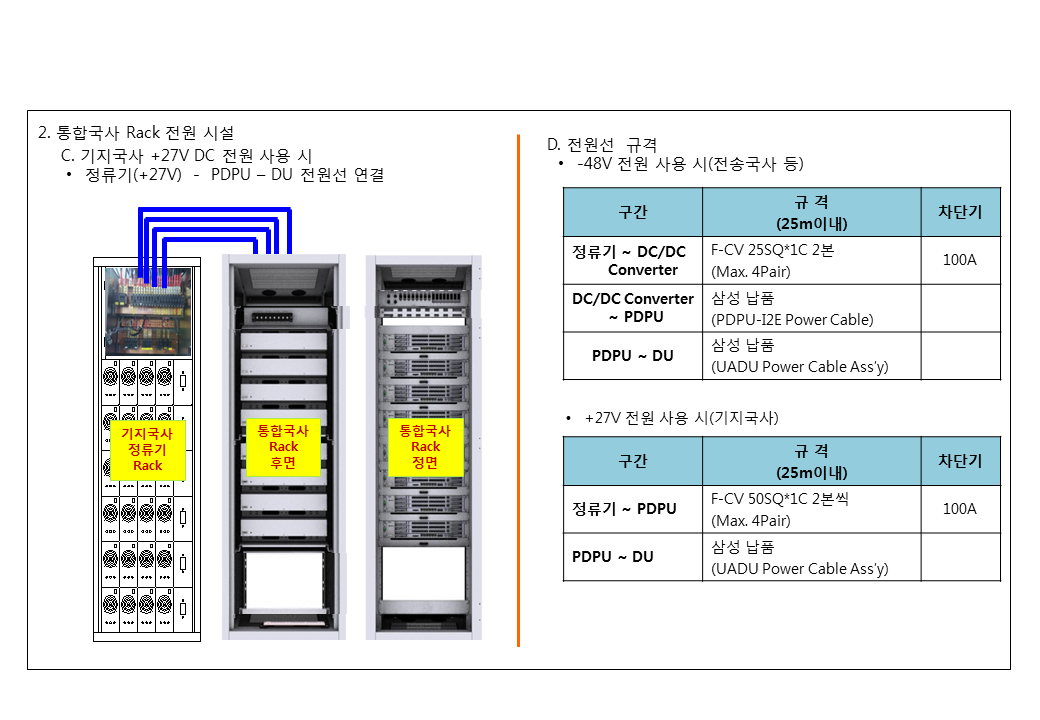 2. 통합국사 Rack 전원 시설
C. 기지국사 +27V DC 전원 사용 시
• 정류기(+27V) - PDPU – DU 전원선 연결
기지국사
정류기
Rack
통합국사
Rack
후면
통합국사
Rack
정면
D. 전원선 규격
• -48V 전원 사용 시(전송국사 등)
구간
규 격
(25m이내)
차단기
정류기 ~ DC/DC
Converter
F-CV 25SQ*1C 2본
(Max. 4Pair)
100A
DC/DC Converter
~ PDPU
삼성 납품
(PDPU-I2E Power Cable)
PDPU ~ DU
삼성 납품
(UADU Power Cable Ass'y)
• +27V 전원 사용 시(기지국사)
구간
규 격
(25m이내)
차단기
정류기 ~ PDPU
F-CV 50SQ*1C 2본씩
(Max. 4Pair)
100A
PDPU ~ DU
삼성 납품
(UADU Power Cable Ass'y)